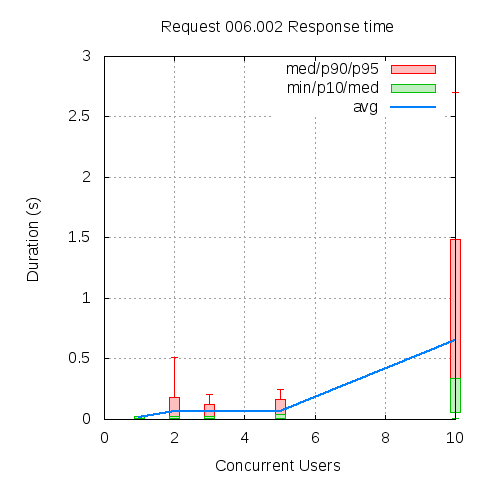 Request 006.002 Response time
med/p90/p95
min/p10/med
avg
3
2.5
2
1.5
1
0.5
0
0 2 4 6 8 10
Duration (s)
Concurrent Users